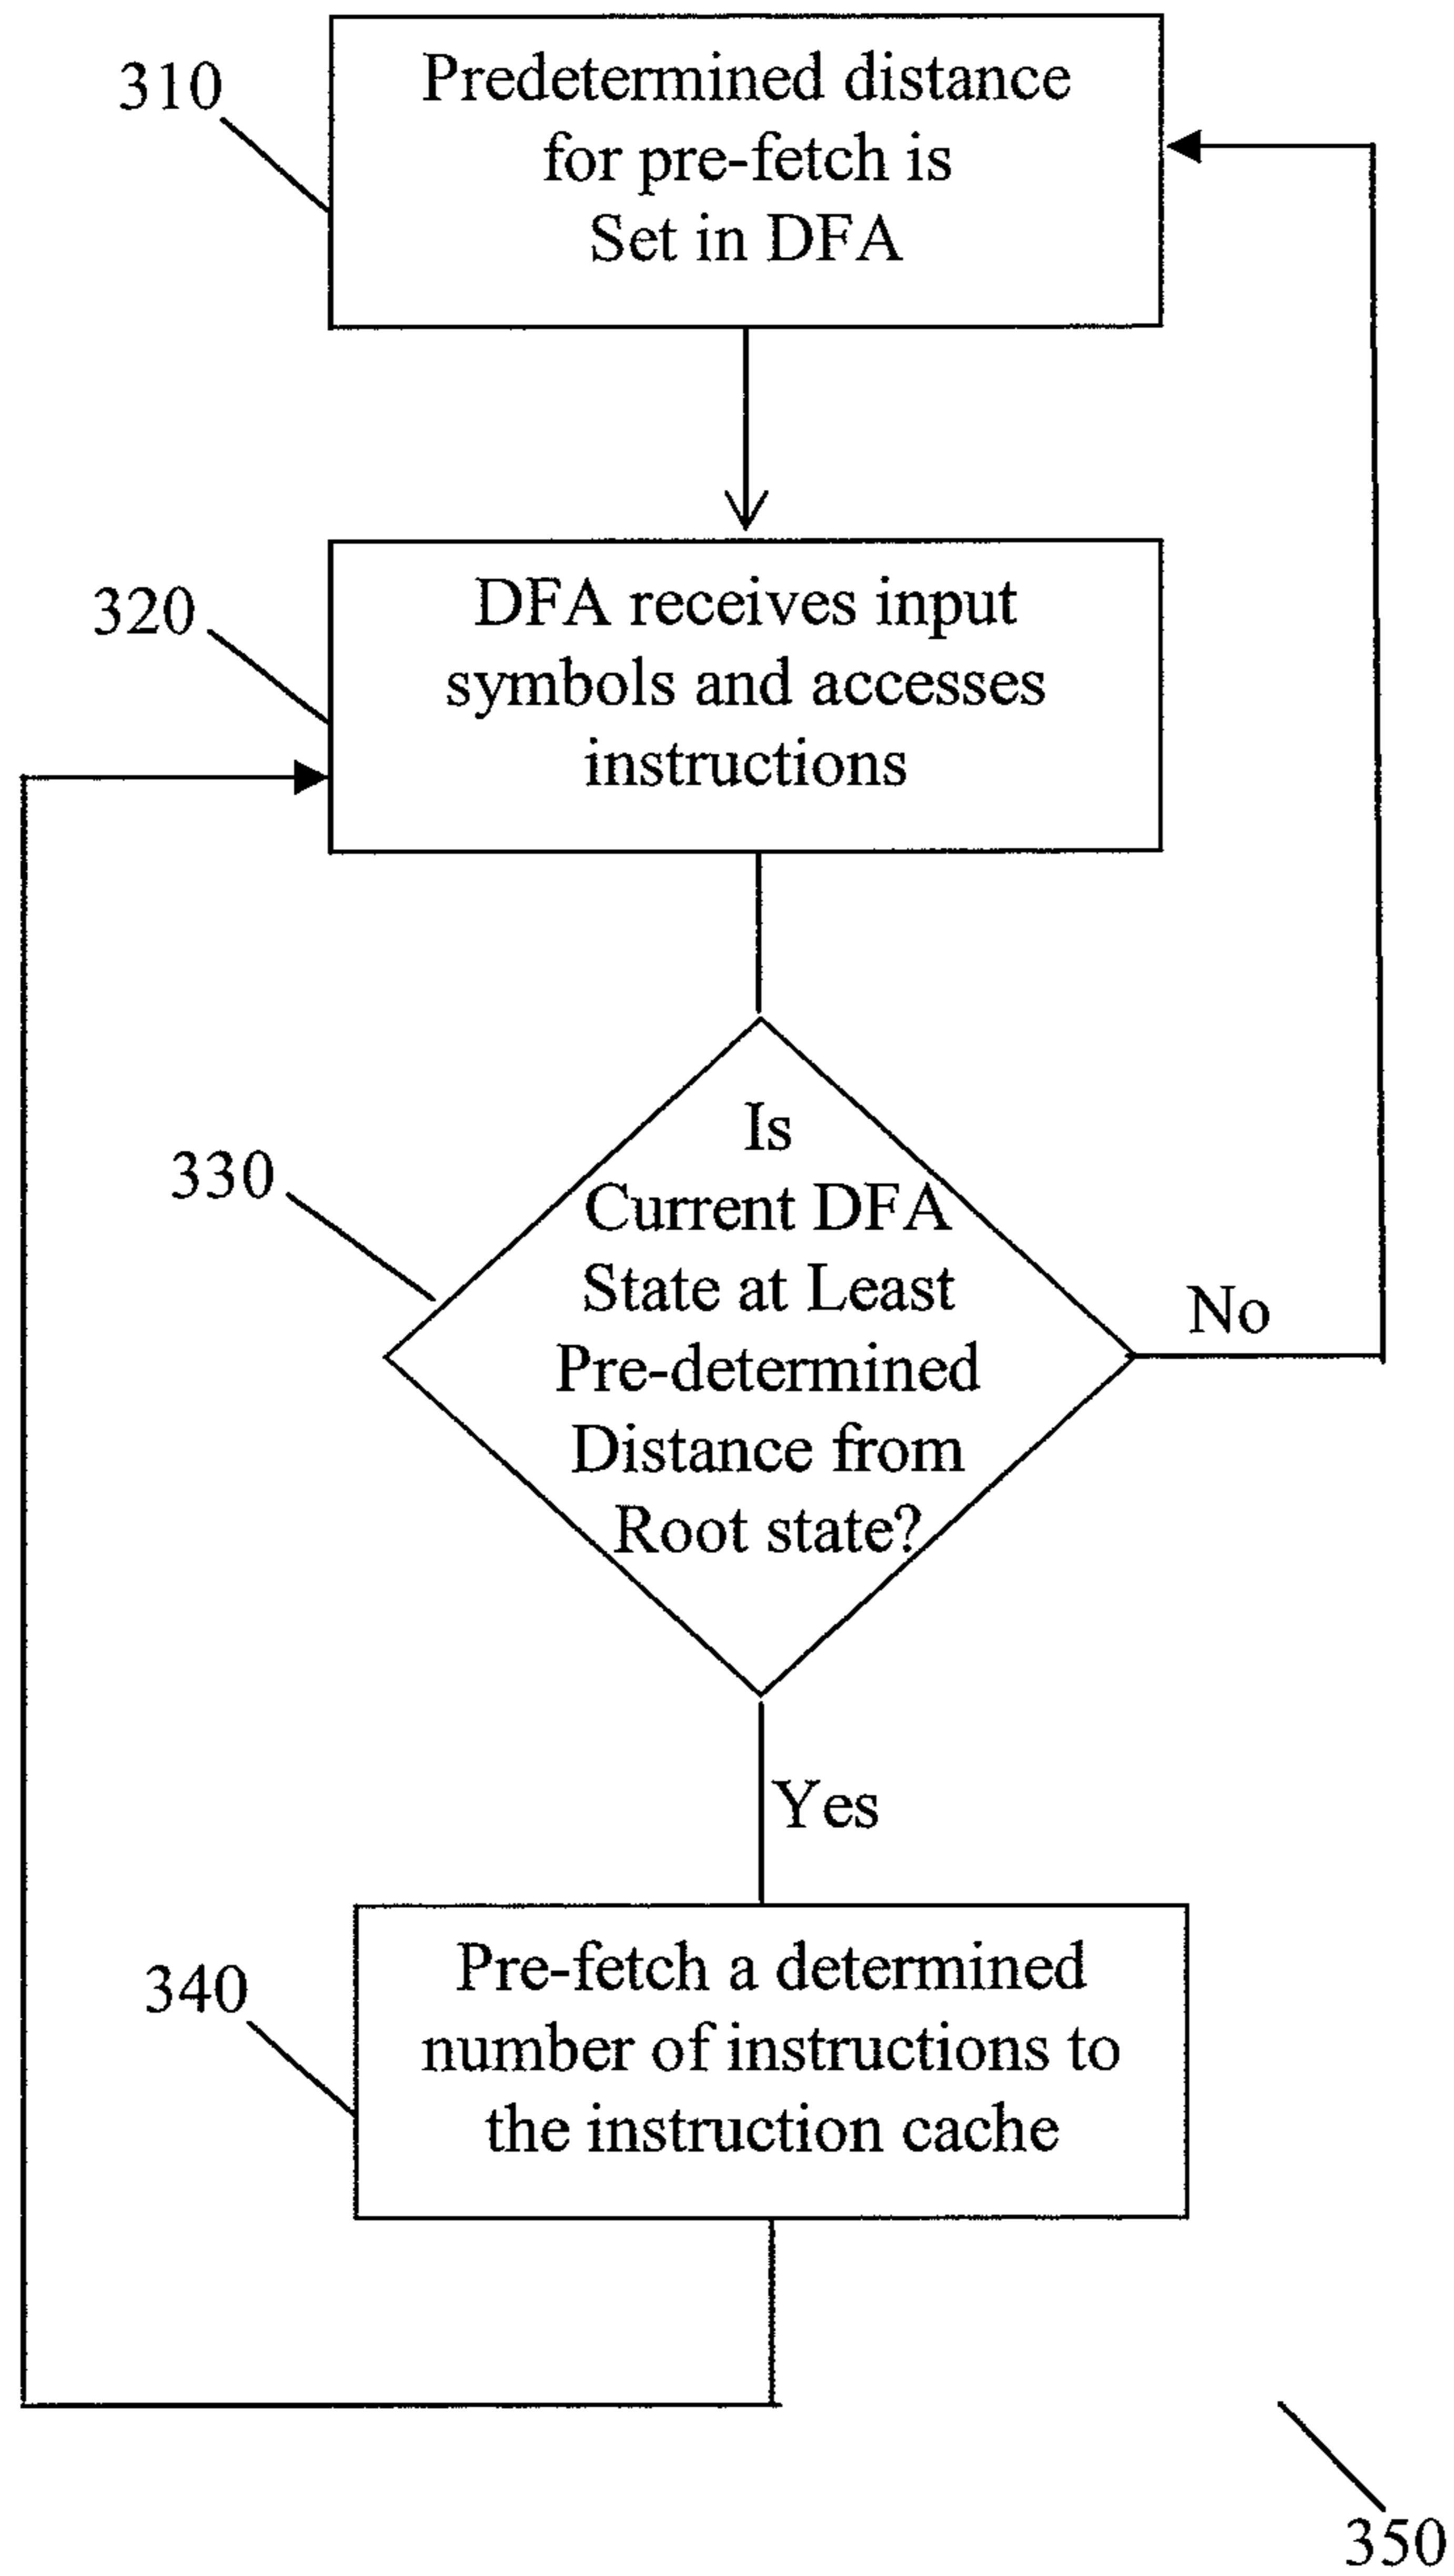 310
Predetermined distance
for pre-fetch is
Set in DFA
320
DFA receives input
symbols and accesses
instructions
330
Is
Current DFA
State at Least
Pre-determined
Distance from
Root state?
No
Yes
340
Pre-fetch a determined
number of instructions to
the instruction cache
350